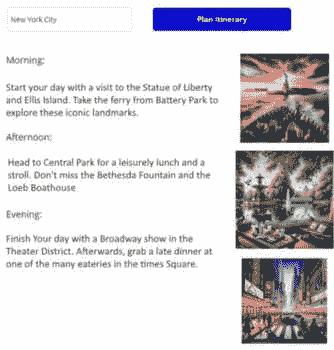 New York City
Plan Itinerary
Morning:
Start your day with a visit to the Statue of Liberty
and Ellis Island. Take the ferry from Battery Park to
explore these iconic landmarks.
Afternoon:
Head to Central Park for a leisurely lunch and a
stroll. Don't miss the Bethesda Fountain and the
Loeb Boathouse
Evening:
Finish Your day with a Broadway show in the
Theater District. Afterwards, grab a late dinner at
one of the many eateries in the times Square.